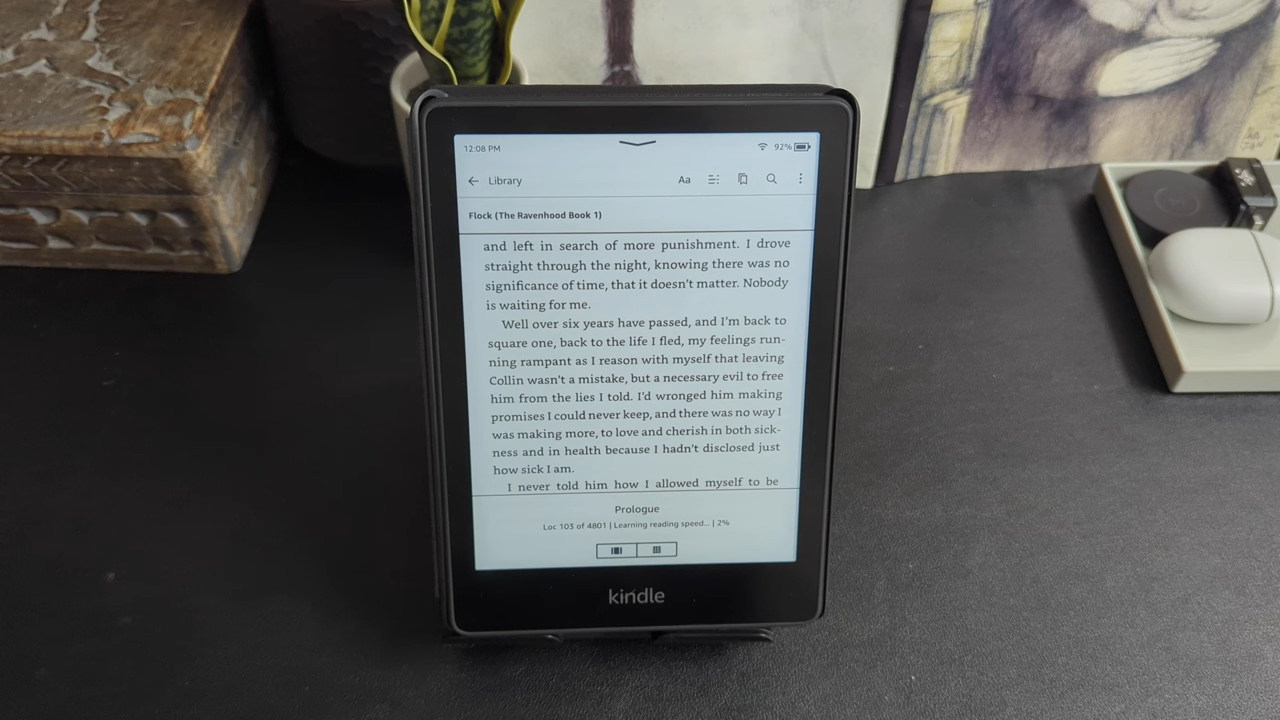 12:08 PM 92%
Library Aa
Flock (The Ravenhood Book 1)
and left in search of more punishment. I drove
straight through the night, knowing there was no
significance of time, that it doesn't matter. Nobody
is waiting for me.
Well over six years have passed, and I'm back to
square one, back to the life I fled, my feelings run-
ning rampant as I reason with myself that leaving
Collin wasn't a mistake, but a necessary evil to free
him from the lies I told. I'd wronged him making
promises I could never keep, and there was no way I
was making more, to love and cherish in both sick-
ness and in health because I hadn't disclosed just
how sick I am.
I never told him how I allowed myself to be
Prologue
Loc 103 of 4801 | Learning reading speed... | 2%
kindle